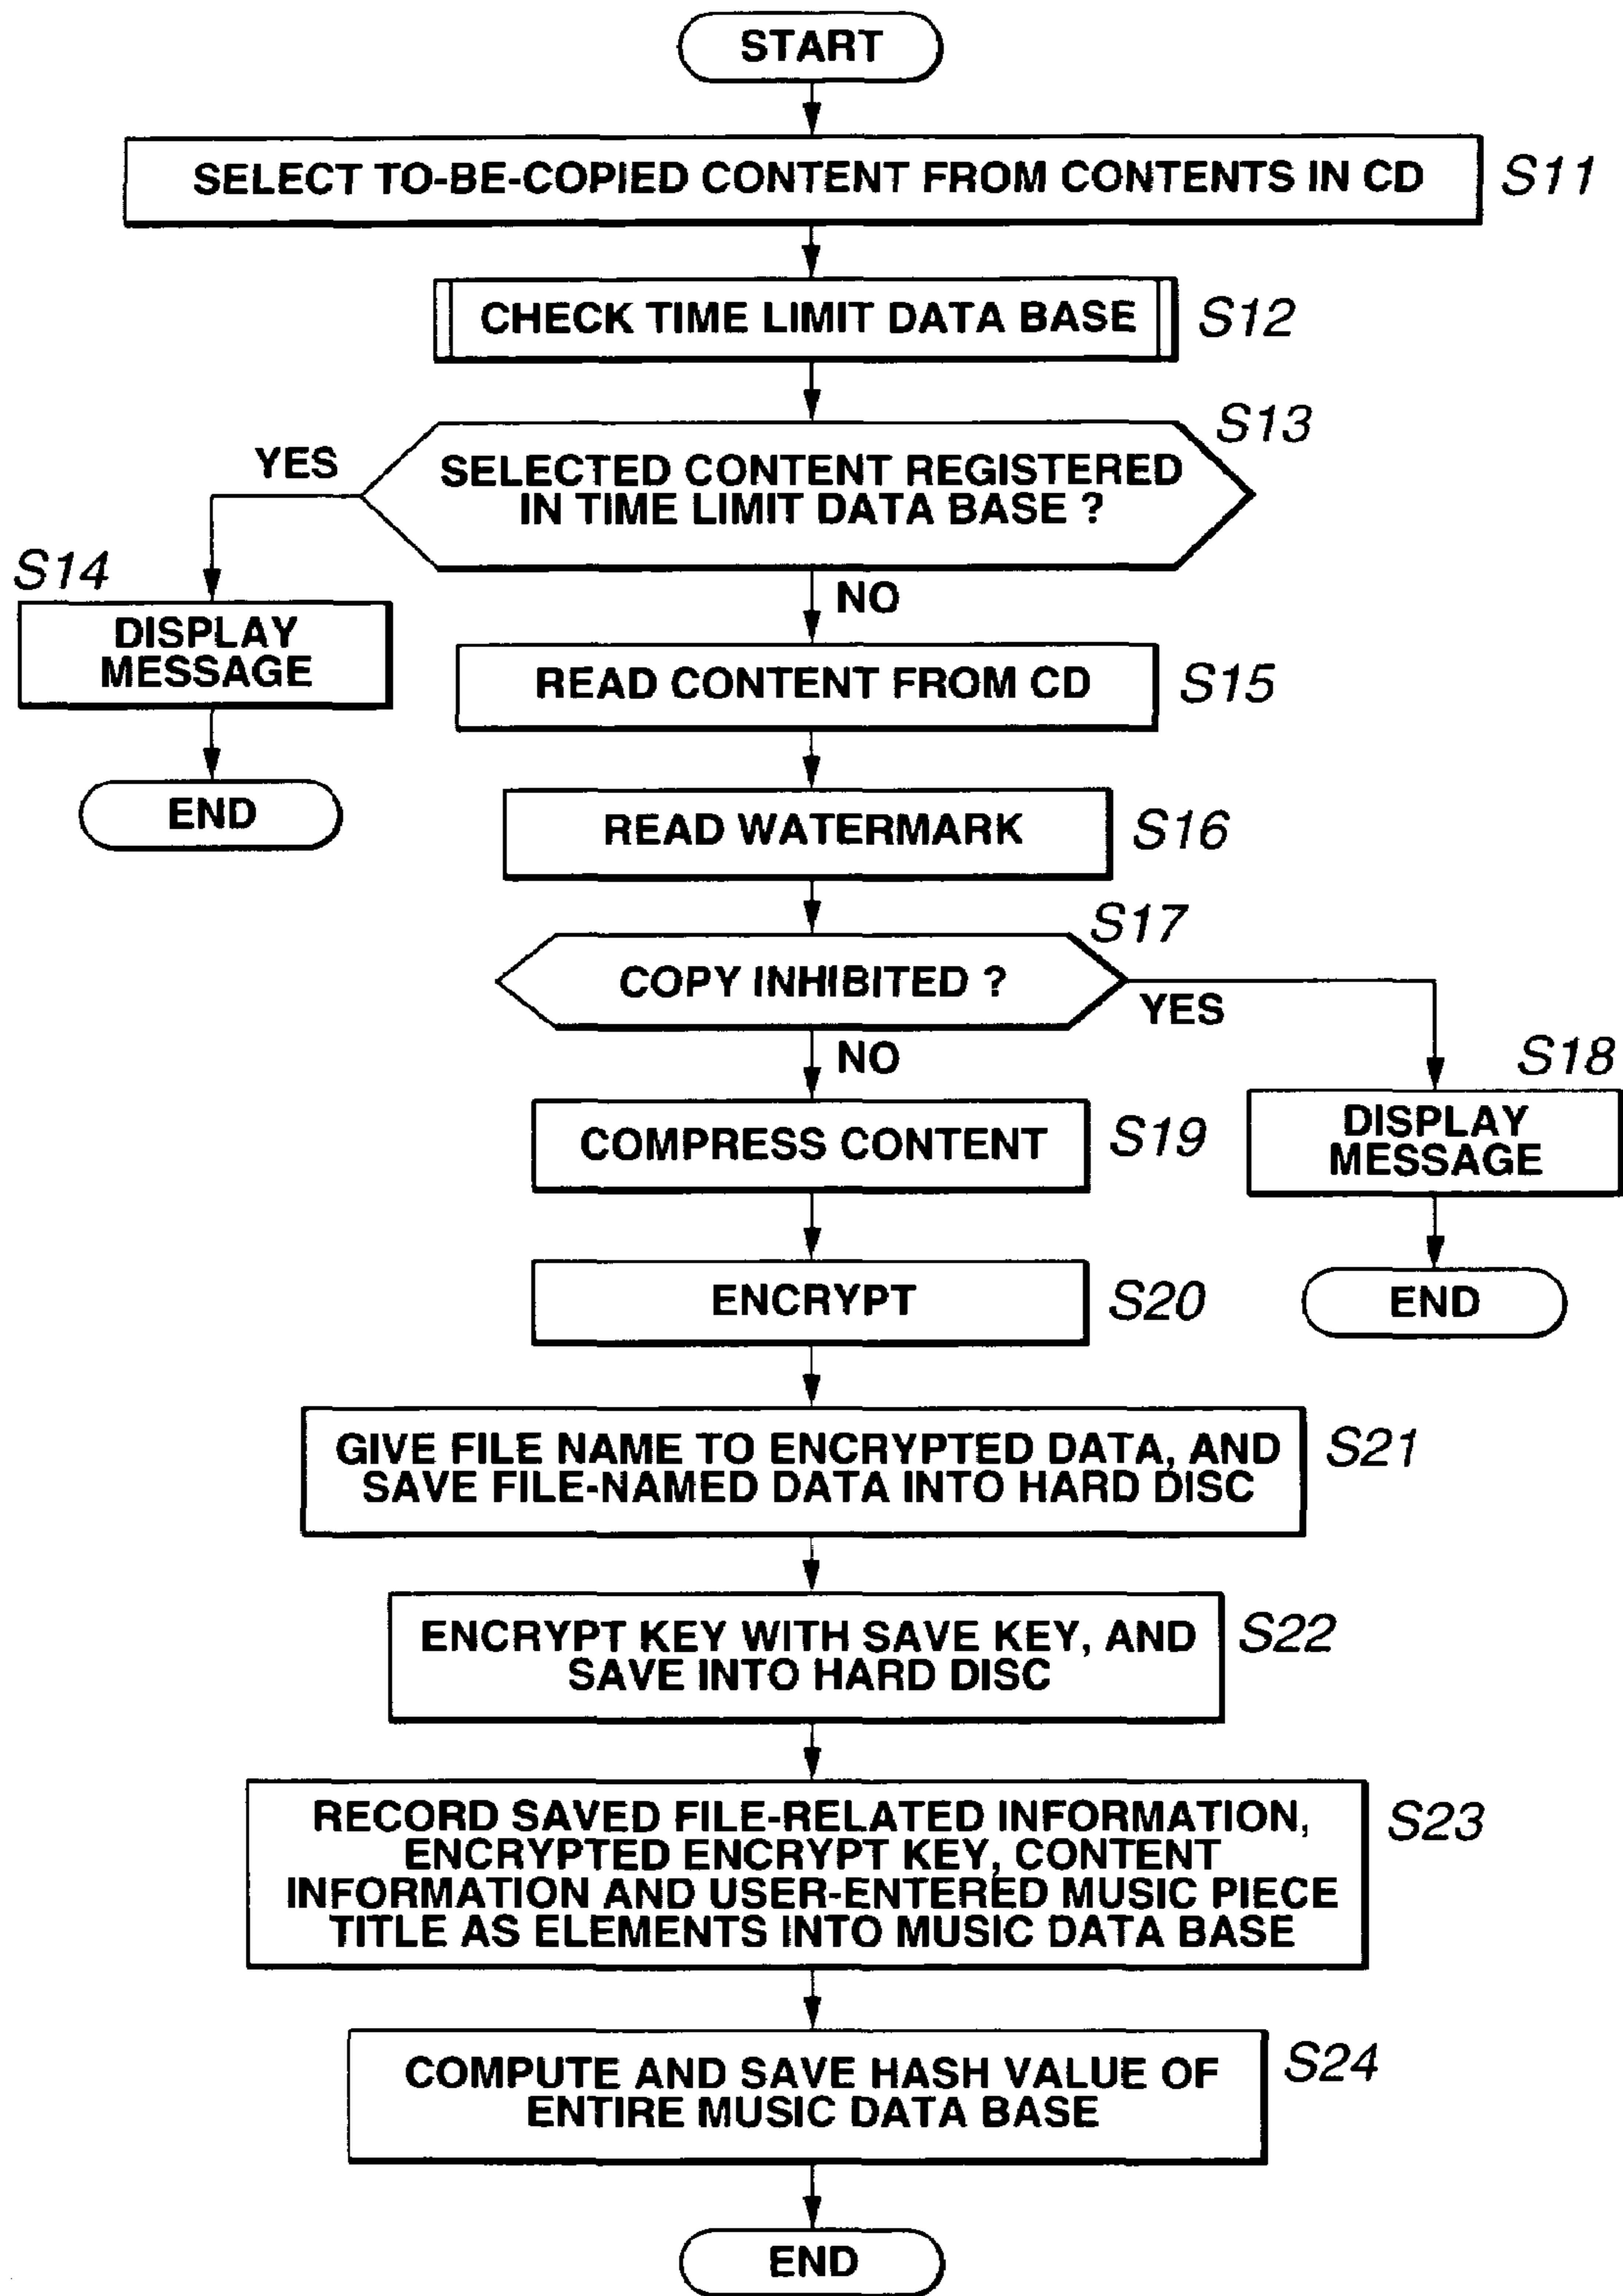 START
SELECT TO-BE-COPIED CONTENT FROM CONTENTS IN CD
S11
CHECK TIME LIMIT DATA BASE
S12
S13
YES
SELECTED CONTENT REGISTERED
IN TIME LIMIT DATA BASE ?
S14
NO
DISPLAY
MESSAGE
READ CONTENT FROM CD
S15
END
READ WATERMARK
S16
S17
COPY INHIBITED ?
YES
NO
S18
COMPRESS CONTENT
S19
DISPLAY
MESSAGE
ENCRYPT
S20
END
GIVE FILE NAME TO ENCRYPTED DATA, AND
SAVE FILE-NAMED DATA INTO HARD DISC
S21
ENCRYPT KEY WITH SAVE KEY, AND
SAVE INTO HARD DISC
S22
RECORD SAVED FILE-RELATED INFORMATION,
ENCRYPTED ENCRYPT KEY, CONTENT
INFORMATION AND USER-ENTERED MUSIC PIECE
TITLE AS ELEMENTS INTO MUSIC DATA BASE
S23
COMPUTE AND SAVE HASH VALUE OF
ENTIRE MUSIC DATA BASE
S24
END